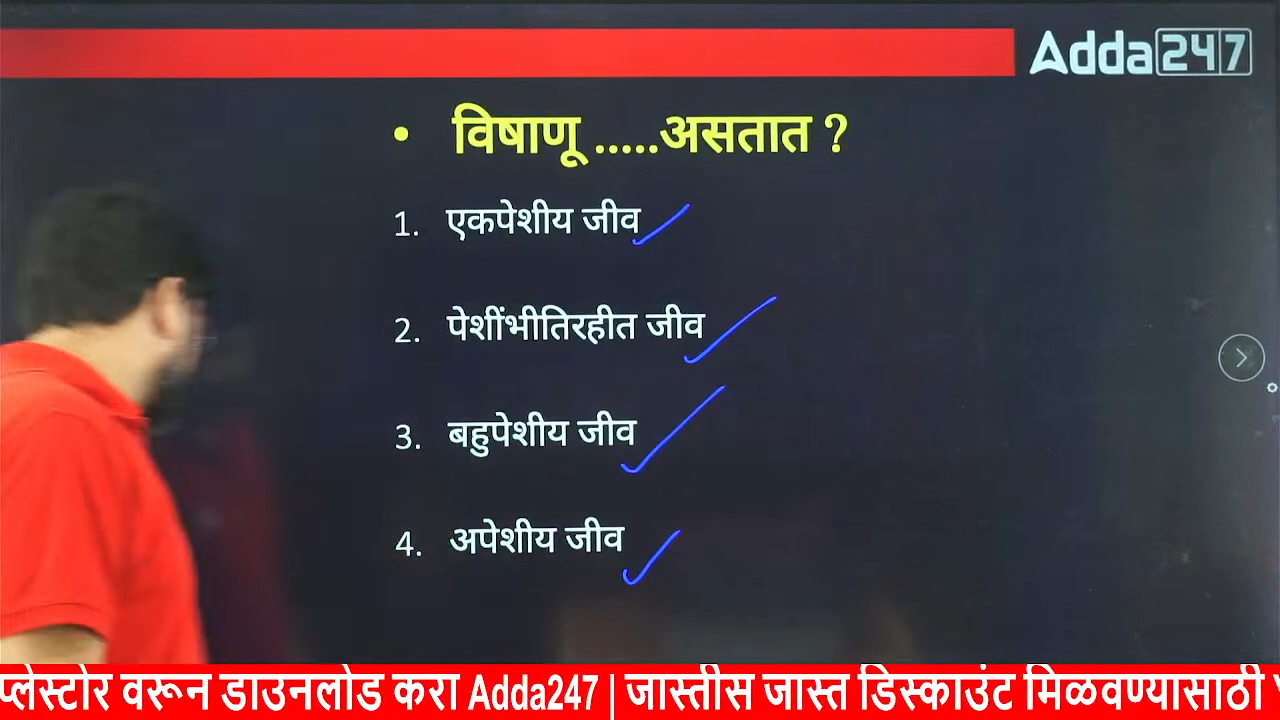 Adda247
• विषाणू .....असतात ?
1. एकपेशीय जीव
2. पेशींभीतिरहीत जीव
3. बहुपेशीय जीव
4. अपेशीय जीव
प्लेस्टोर वरून डाउनलोड करा Adda247 | जास्तीस जास्त डिस्काउंट मिळवण्यासाठी